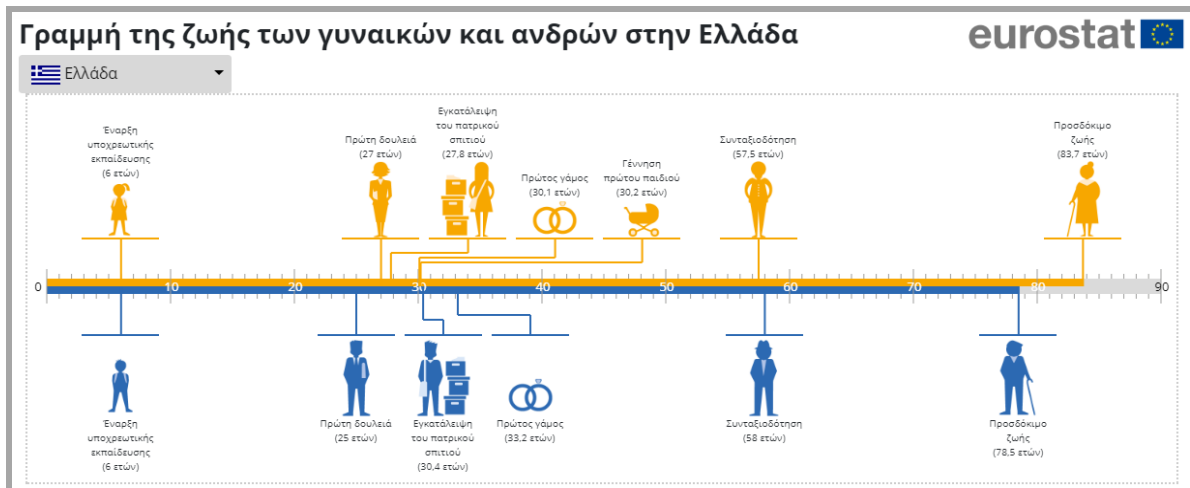 Γραμμή της ζωής των γυναικών και ανδρών στην Ελλάδα
eurostat
Ελλάδα
Έναρξη
υποχρεωτικής
εκπαίδευσης
(6 ετών)
Πρώτη δουλειά
(27 ετών)
Εγκατάλειψη
του πατρικού
σπιτιού
(27,8 ετών)
Πρώτος γάμος
(30,1 ετών)
Γέννηση
πρώτου παιδιού
(30,2 ετών)
Συνταξιοδότηση
(57,5 ετών)
Προσδόκιμο
ζωής
(83,7 ετών)
0 10 20 30 40 50 60 70 80 90
Έναρξη
υποχρεωτικής
εκπαίδευσης
(6 ετών)
Πρώτη δουλειά
(25 ετών)
Εγκατάλειψη
του πατρικού
σπιτιού
(30,4 ετών)
Πρώτος γάμος
(33,2 ετών)
Συνταξιοδότηση
(58 ετών)
Προσδόκιμο
ζωής
(78,5 ετών)